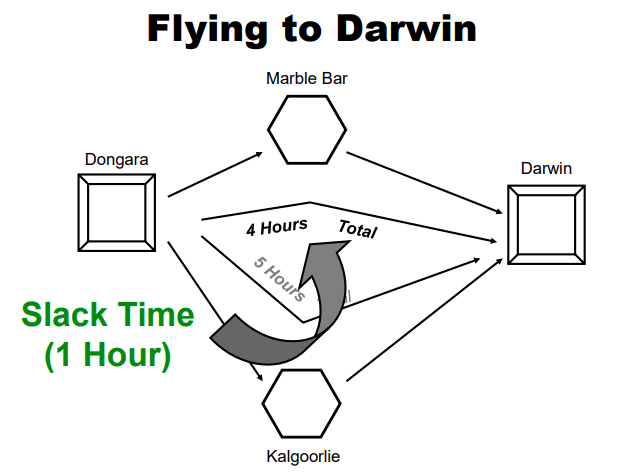 Flying to Darwin
Marble Bar
Dongara
Darwin
4 Hours Total
5 Hours
Slack Time
(1 Hour)
Kalgoorlie